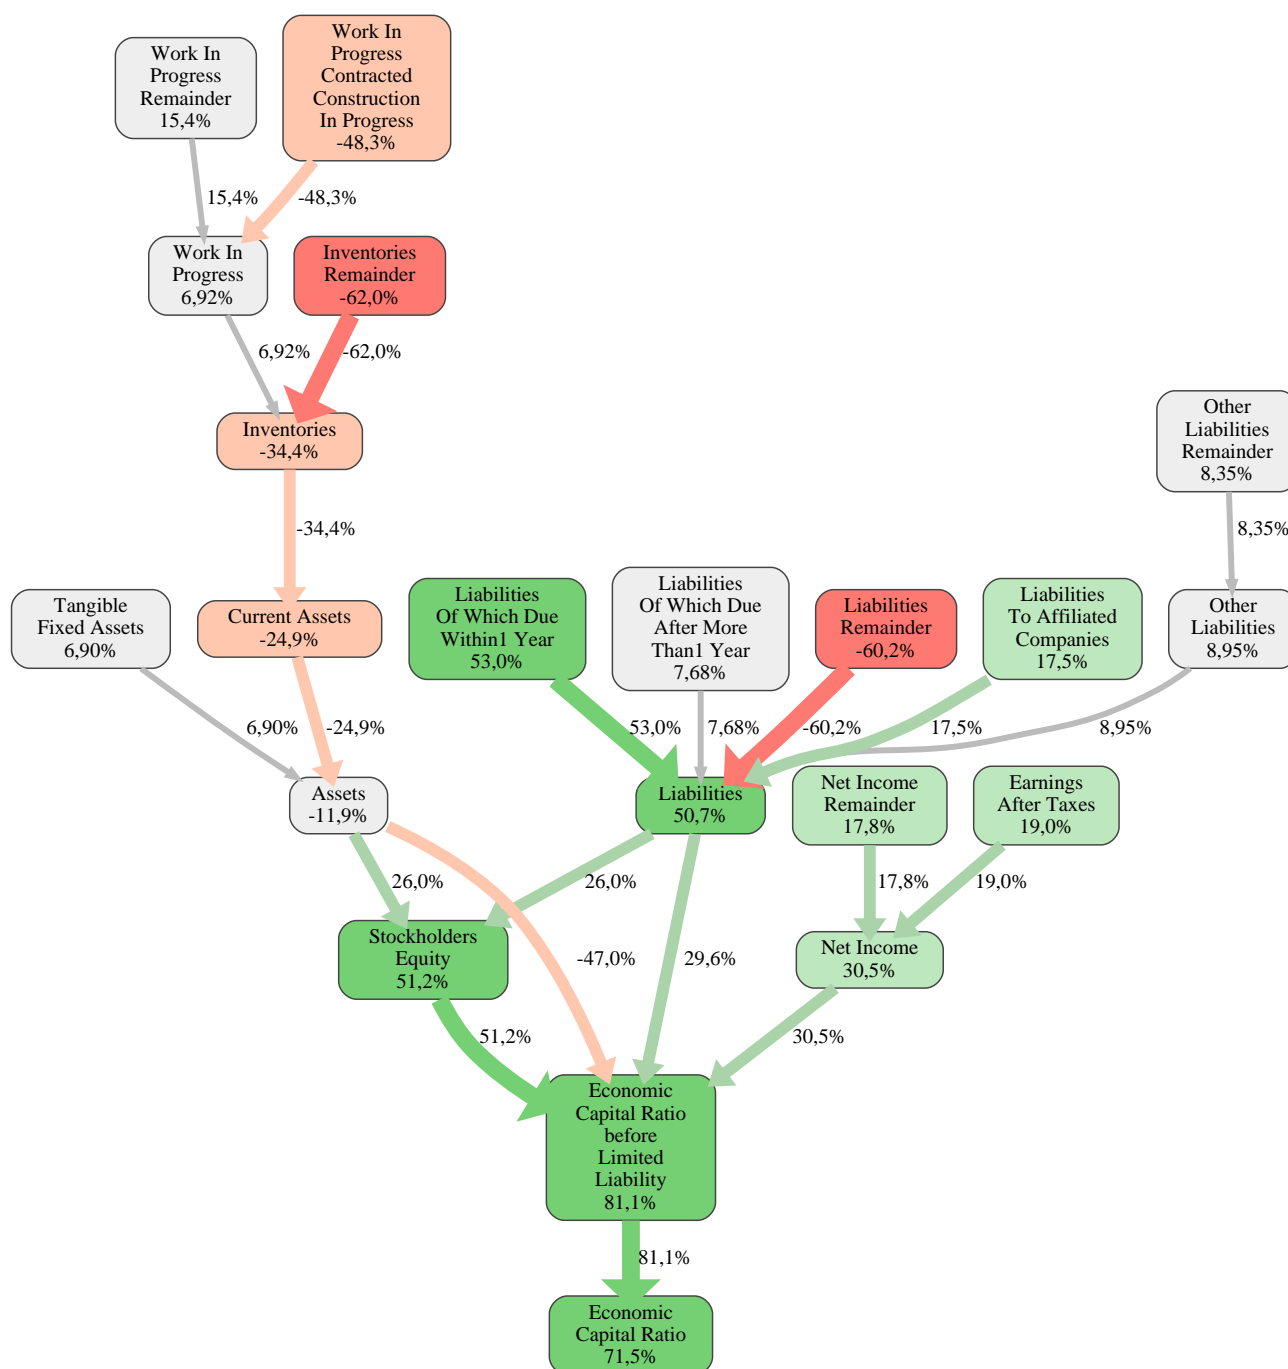 Work In
Progress
Remainder
15,4%
Work In
Progress
Contracted
Construction
In Progress
-48,3%
15,4%
-48,3%
Work In
Progress
6,92%
Inventories
Remainder
-62,0%
6,92%
-62,0%
Inventories
-34,4%
Other
Liabilities
Remainder
8,35%
-34,4%
8,35%
Tangible
Fixed Assets
6,90%
Current Assets
-24,9%
Liabilities
Of Which Due
Within1 Year
53,0%
Liabilities
Of Which Due
After More
Than1 Year
7,68%
Liabilities
Remainder
-60,2%
Liabilities
To Affiliated
Companies
17,5%
Other
Liabilities
8,95%
6,90%
-24,9%
53,0%
7,68%
-60,2%
17,5%
8,95%
Assets
-11,9%
Liabilities
50,7%
Net Income
Remainder
17,8%
Earnings
After Taxes
19,0%
26,0%
26,0%
17,8%
19,0%
Stockholders
Equity
51,2%
-47,0%
29,6%
Net Income
30,5%
51,2%
30,5%
Economic
Capital Ratio
before
Limited
Liability
81,1%
81,1%
Economic
Capital Ratio
71,5%